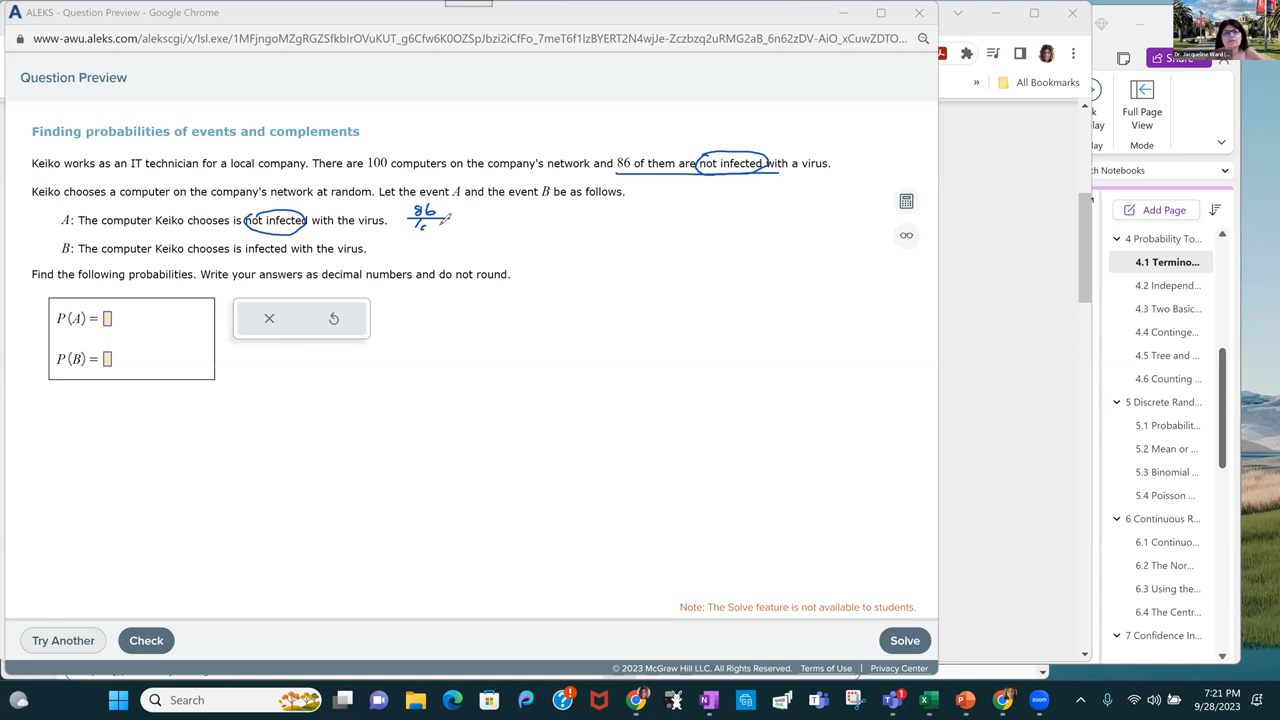 ALEKS - Question Preview - Google Chrome
Question Preview
All Bookmarks
Share
Dr. Jacqueline Ward
Full Page
View
Mode
Notebooks
Finding probabilities of events and complements
Keiko works as an IT technician for a local company. There are 100 computers on the company's network and 86 of them are not infected with a virus.
Keiko chooses a computer on the company's network at random. Let the event A and the event B be as follows.
A: The computer Keiko chooses is not infected with the virus.
86
B: The computer Keiko chooses is infected with the virus.
Find the following probabilities. Write your answers as decimal numbers and do not round.
P (A) =
P (B) =
Add Page
4 Probability To...
4.1 Termino...
4.2 Independ...
4.3 Two Basic...
4.4 Continge...
4.5 Tree and ...
4.6 Counting ...
5 Discrete Rand...
5.1 Probabilit...
5.2 Mean or ...
5.3 Binomial ...
5.4 Poisson ...
6 Continuous R...
6.1 Continuo...
6.2 The Nor...
6.3 Using the...
6.4 The Centr...
7 Confidence In...
Note: The Solve feature is not available to students.
Try Another
Check
Solve
© 2023 McGraw Hill LLC. All Rights Reserved.
Terms of Use
Privacy Center
Search
7:21 PM
9/28/2023